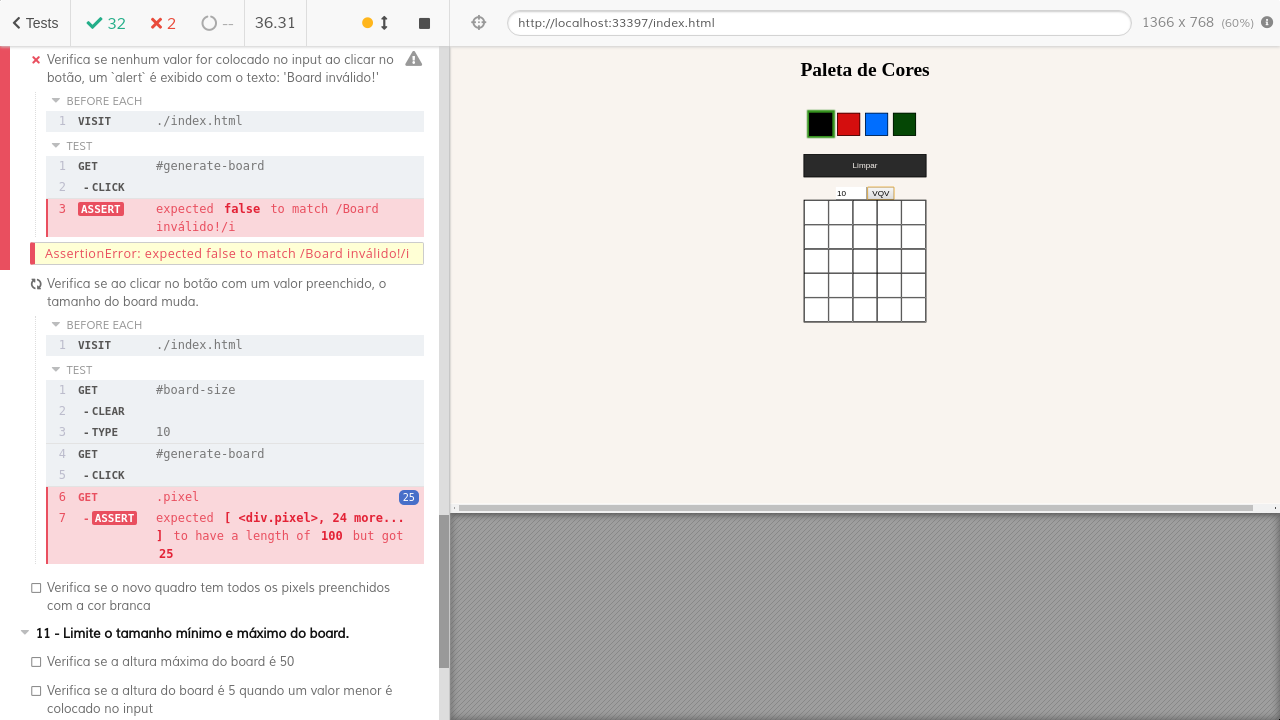 Tests
32
2
--
36.31
http://localhost:33397/index.html
1366 x 768 (60%)
Verifica se nenhum valor for colocado no input ao clicar no
botão, um `alert` é exibido com o texto: 'Board inválido!'
BEFORE EACH
1 VISIT ./index.html
TEST
1 GET #generate-board
2 - CLICK
3 ASSERT expected false to match /Board
inválido!/i
AssertionError: expected false to match /Board inválido!/i
Verifica se ao clicar no botão com um valor preenchido, o
tamanho do board muda.
BEFORE EACH
1 VISIT ./index.html
TEST
1 GET #board-size
2 - CLEAR
3 - TYPE 10
4 GET #generate-board
5 - CLICK
6 GET .pixel 25
7 - ASSERT expected [ <div.pixel>, 24 more...
] to have a length of 100 but got
25
Verifica se o novo quadro tem todos os pixels preenchidos
com a cor branca
11 - Limite o tamanho mínimo e máximo do board.
Verifica se a altura máxima do board é 50
Verifica se a altura do board é 5 quando um valor menor é
colocado no input
Paleta de Cores
Limpar
10 VQV